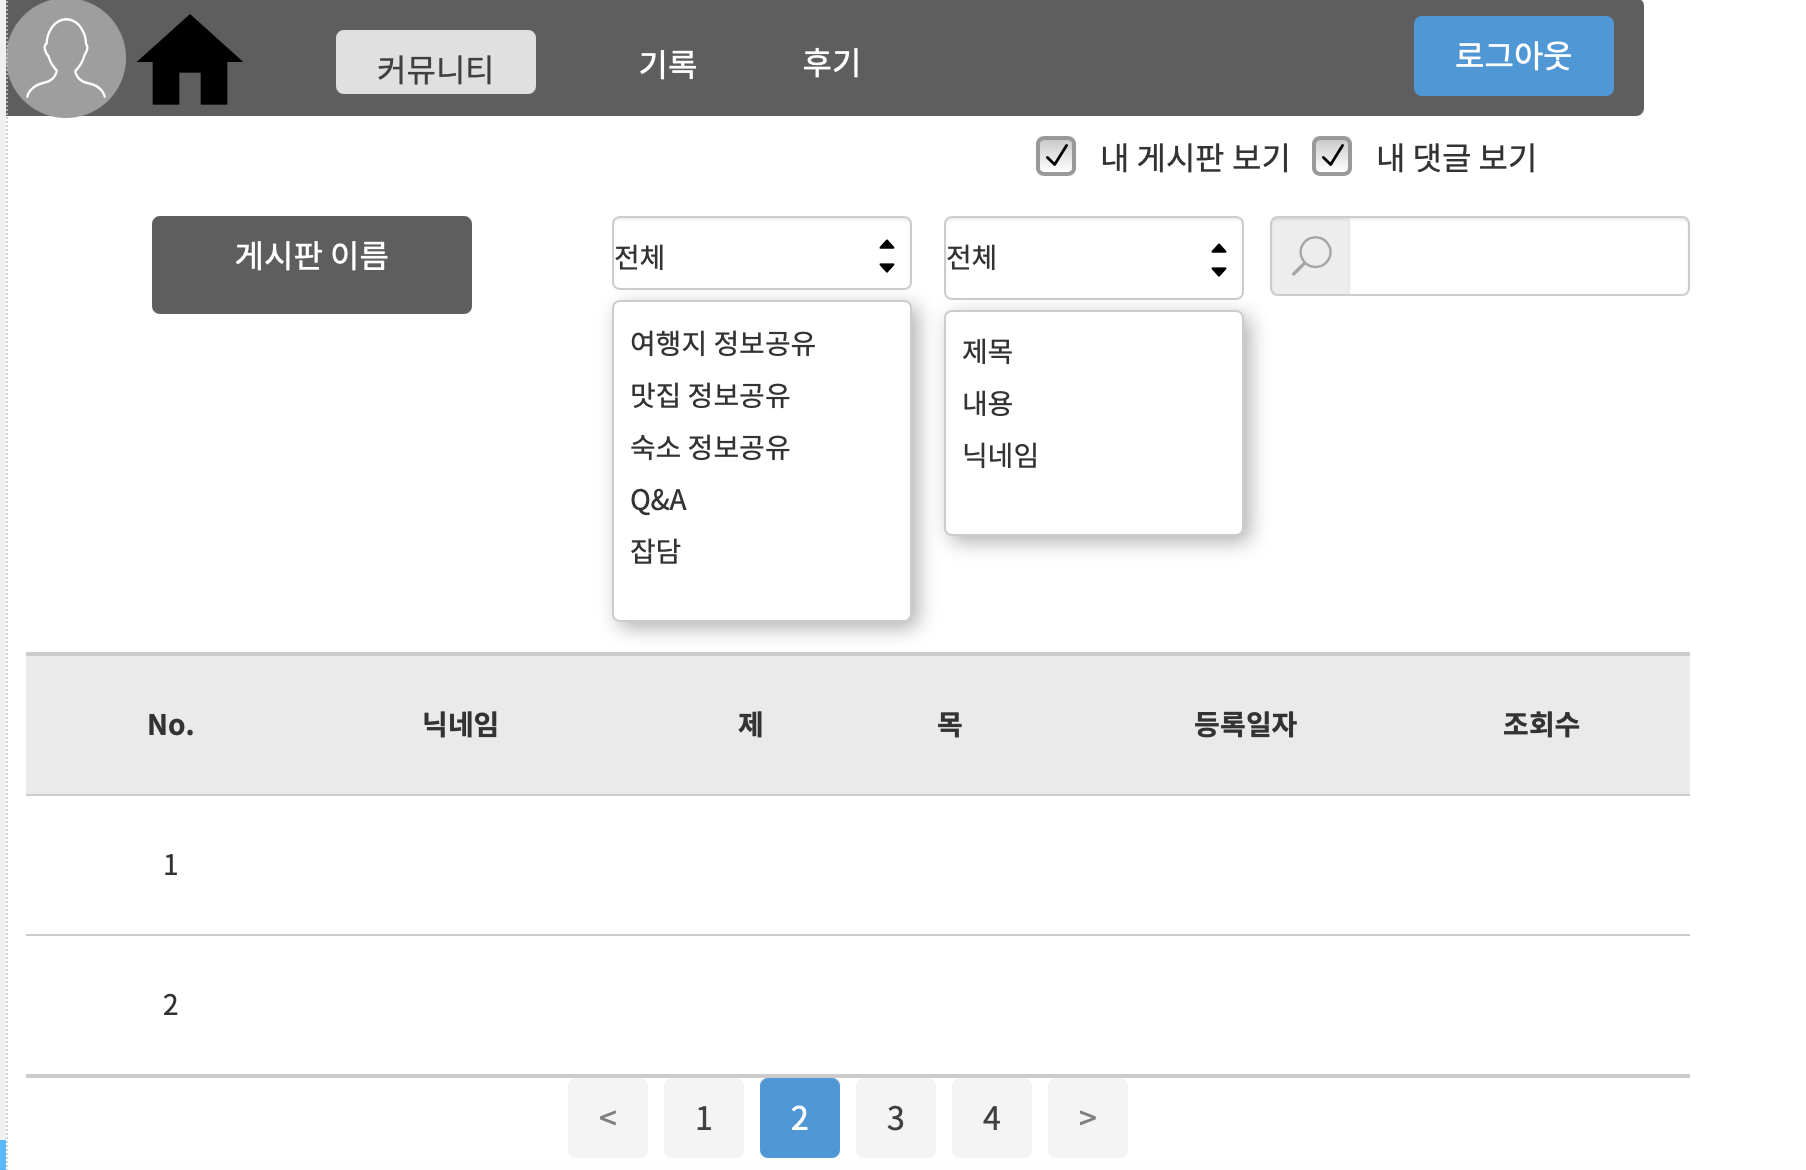 커뮤니티 기록 후기 로그아웃
내 게시판 보기 내 댓글 보기
게시판 이름 전체 전체
여행지 정보공유
맛집 정보공유
숙소 정보공유
Q&A
잡담
제목
내용
닉네임
No. 닉네임 제 목 등록일자 조회수
1
2
< 1 2 3 4 >